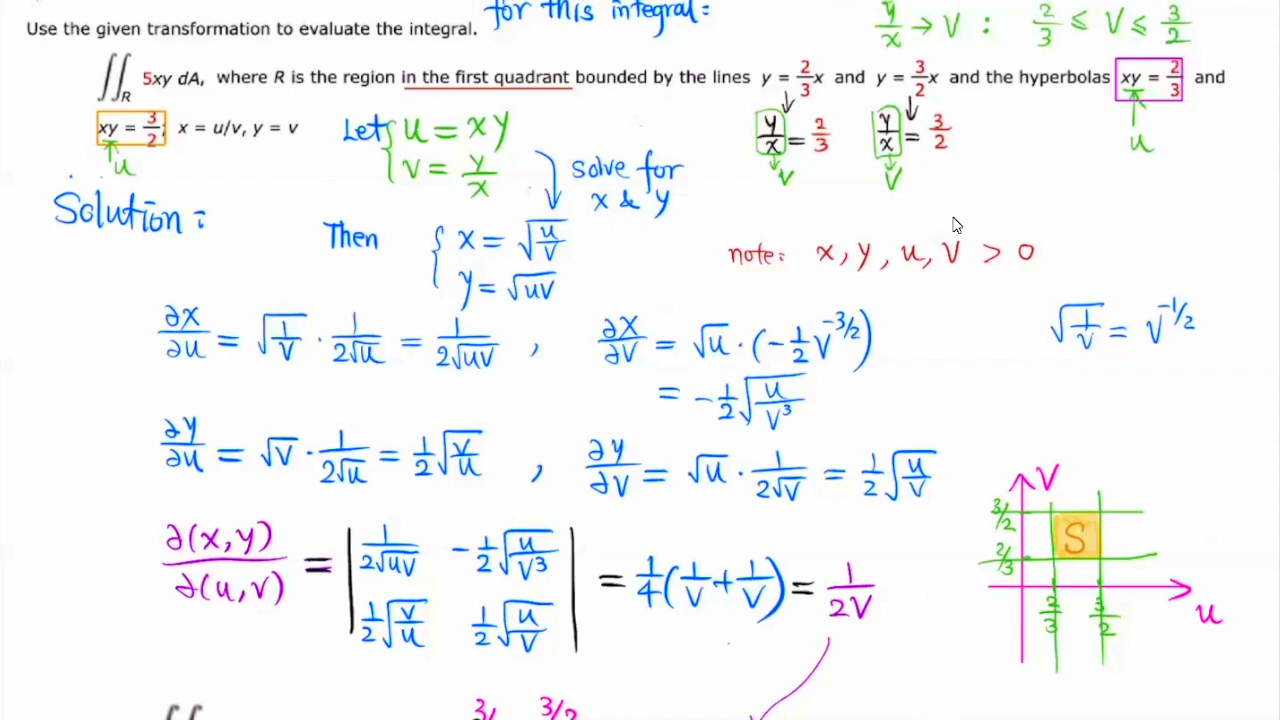 for this integral:
y/x → V : 2/3 ≤ V ≤ 3/2
Use the given transformation to evaluate the integral.
∬_R 5xy dA, where R is the region in the first quadrant bounded by the lines y = 2/3x and y = 3/2x and the hyperbolas xy = 2/3 and
xy = 3/2; x = u/v, y = v
u
u
Let { u = xy
v = y/x
y/x = 2/3
y/x = 3/2
V
V
solve for
x & y
Solution:
Then { x = √(u/v)
y = √uv
note: x, y, u, v > 0
∂x/∂u = √(1/v) · 1/(2√u) = 1/(2√uv) , ∂x/∂v = √u · (-1/2 v^(-3/2))
= -1/2 √(u/v³)
√(1/v) = v^(-1/2)
∂y/∂u = √v · 1/(2√u) = 1/2 √(v/u) , ∂y/∂v = √u · 1/(2√v) = 1/2 √(u/v)
∂(x,y)/∂(u,v) = | 1/(2√uv) -1/2 √(u/v³) |
| 1/2 √(v/u) 1/2 √(u/v) | = 1/4 (1/v + 1/v) = 1/(2v)
V
3/2
S
2/3
2/3
3/2
u
3/ 3/2